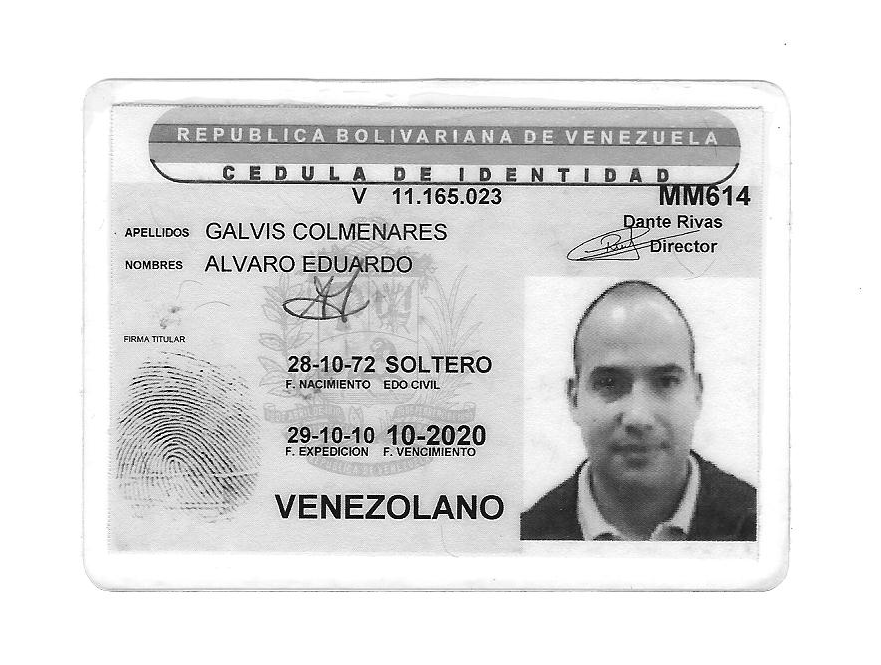 REPUBLICA BOLIVARIANA DE VENEZUELA
CEDULA DE IDENTIDAD
V 11.165.023 MM614
Dante Rivas
Director
APELLIDOS GALVIS COLMENARES
NOMBRES ALVARO EDUARDO
FIRMA TITULAR
28-10-72 SOLTERO
F. NACIMIENTO EDO CIVIL
29-10-10 10-2020
F. EXPEDICION F. VENCIMIENTO
VENEZOLANO